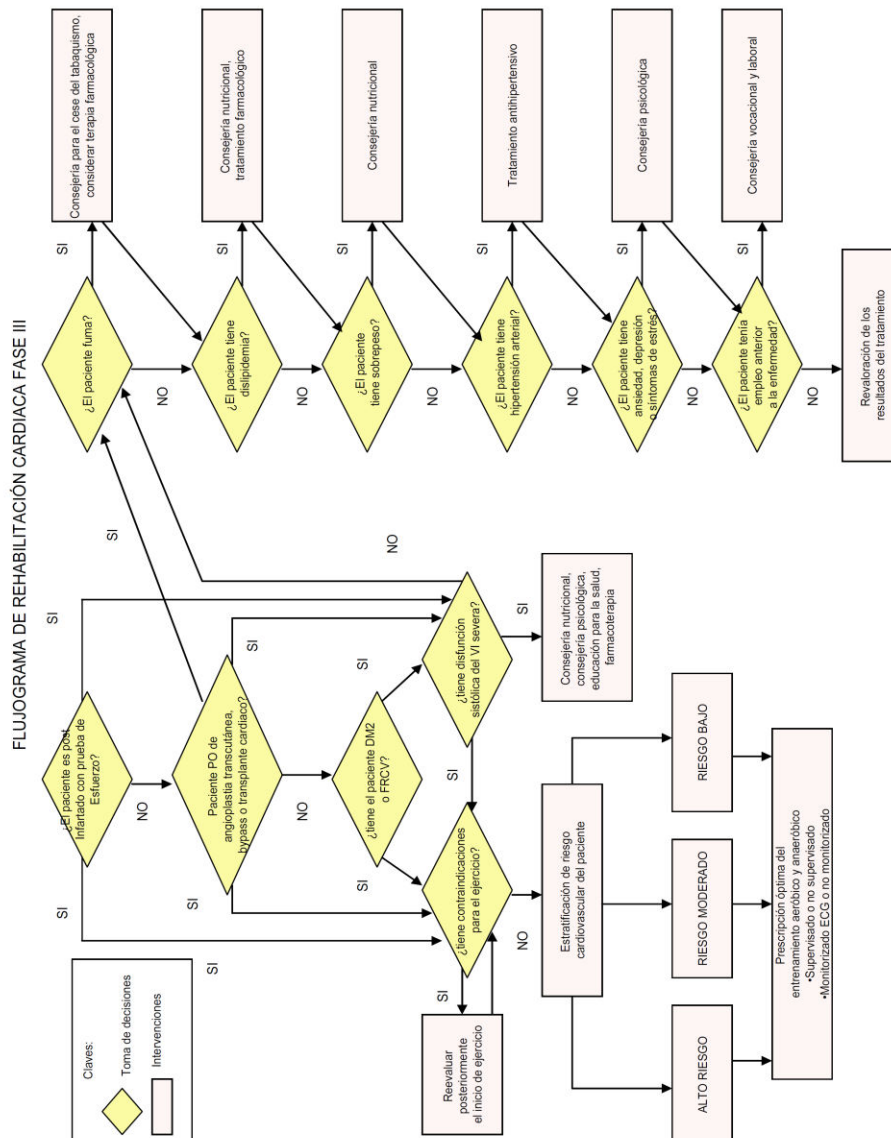 FLUJOGRAMA DE REHABILITACIÓN CARDIACA FASE III
Claves:
Toma de decisiones
Intervenciones
¿El paciente es post
Infartado con prueba de
Esfuerzo?
SI
SI
NO
Paciente PO de
angioplastia transcutánea,
bypass o transplante cardiaco?
SI
SI
SI
SI
NO
¿tiene el paciente DM2
o FRCV?
SI
SI
¿tiene contraindicaciones
para el ejercicio?
SI
NO
Reevaluar
posteriormente
el inicio de ejercicio
¿tiene disfunción
sistólica del VI severa?
SI
NO
SI
Consejería nutricional,
consejería psicológica,
educación para la salud,
farmacoterapia
Estratificación de riesgo
cardiovascular del paciente
ALTO RIESGO
RIESGO MODERADO
RIESGO BAJO
Prescripción óptima del
entrenamiento aeróbico y anaeróbico
•Supervisado o no supervisado
•Monitorizado ECG o no monitorizado
¿El paciente fuma?
SI
Consejería para el cese del tabaquismo,
considerar terapia farmacológica
NO
¿El paciente tiene
dislipidemia?
SI
Consejería nutricional,
tratamiento farmacológico
NO
¿El paciente
tiene sobrepeso?
SI
Consejería nutricional
NO
¿El paciente tiene
hipertensión arterial?
SI
Tratamiento antihipertensivo
NO
¿El paciente tiene
ansiedad, depresión
o síntomas de estrés?
SI
Consejería psicológica
NO
¿El paciente tenía
empleo anterior
a la enfermedad?
SI
Consejería vocacional y laboral
NO
Revaloración de los
resultados del tratamiento